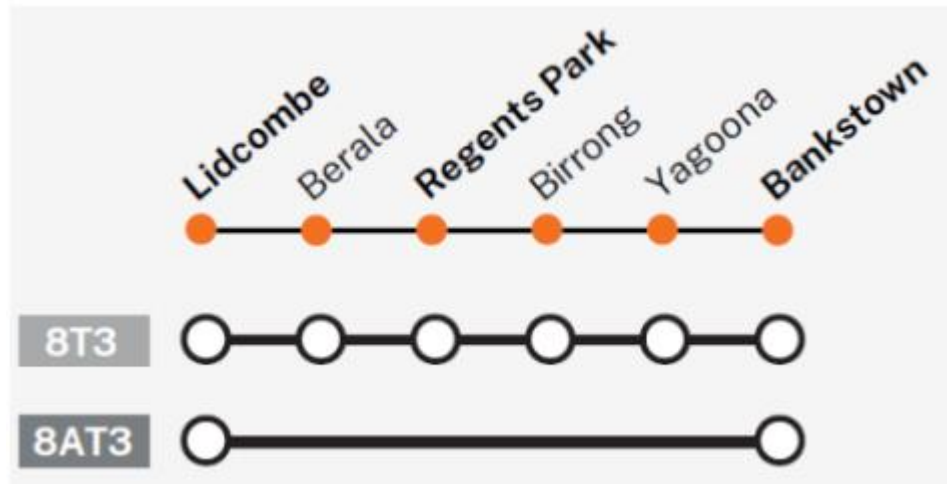 Lidcombe
Berala
Regents Park
Birrong
Yagoona
Bankstown
8T3
8AT3